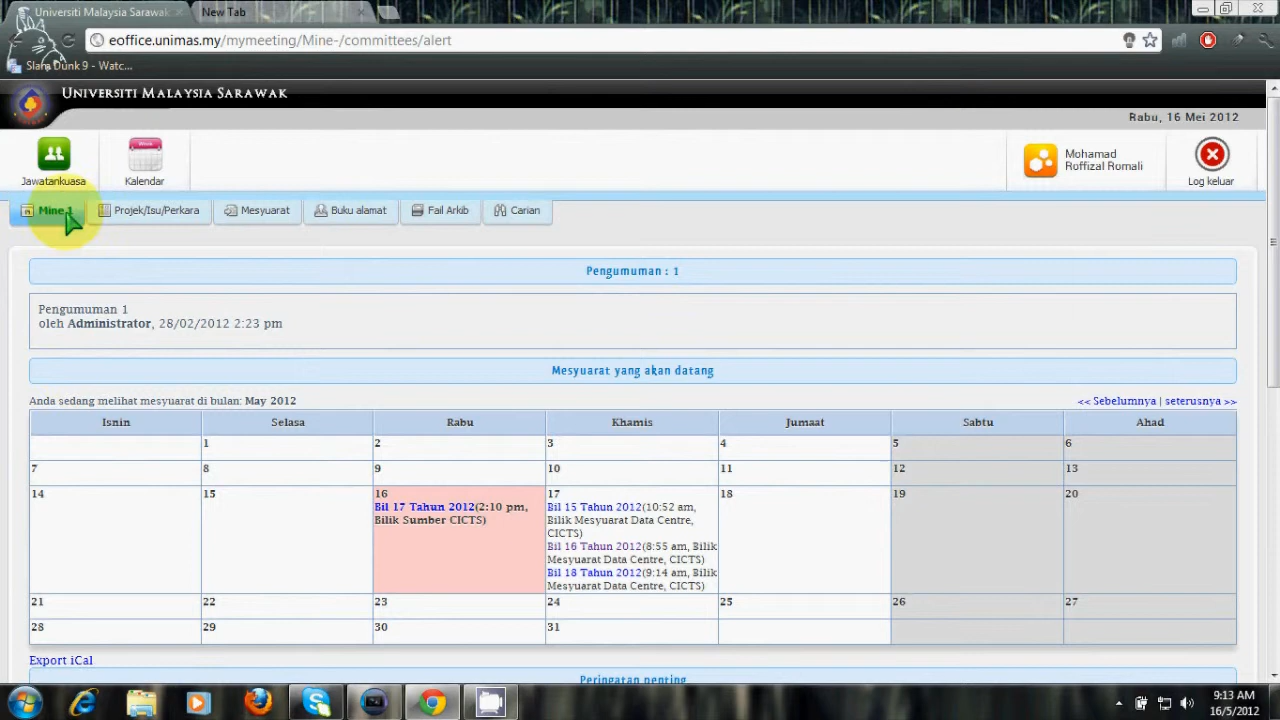 Universiti Malaysia Sarawak
New Tab
eoffice.unimas.my/mymeeting/Mine-/committees/alert
Slam Dunk 9 - Watc...
UNIVERSITI MALAYSIA SARAWAK
Rabu, 16 Mei 2012
Jawatankuasa
Kalendar
Mohamad
Roffizal Romali
Log keluar
Mine 1
Projek/Isu/Perkara
Mesyuarat
Buku alamat
Fail Arkib
Carian
Pengumuman : 1
Pengumuman 1
oleh Administrator, 28/02/2012 2:23 pm
Mesyuarat yang akan datang
Anda sedang melihat mesyuarat di bulan: May 2012
<< Sebelumnya | seterusnya >>
Isnin Selasa Rabu Khamis Jumaat Sabtu Ahad
1 2 3 4 5 6
7 8 9 10 11 12 13
14 15 16 17 18 19 20
Bil 17 Tahun 2012(2:10 pm,
Bilik Sumber CICTS)
Bil 15 Tahun 2012(10:52 am,
Bilik Mesyuarat Data Centre,
CICTS)
Bil 16 Tahun 2012(8:55 am, Bilik
Mesyuarat Data Centre, CICTS)
Bil 18 Tahun 2012(9:14 am, Bilik
Mesyuarat Data Centre, CICTS)
21 22 23 24 25 26 27
28 29 30 31
Export iCal
Peringatan penting
9:13 AM
16/5/2012